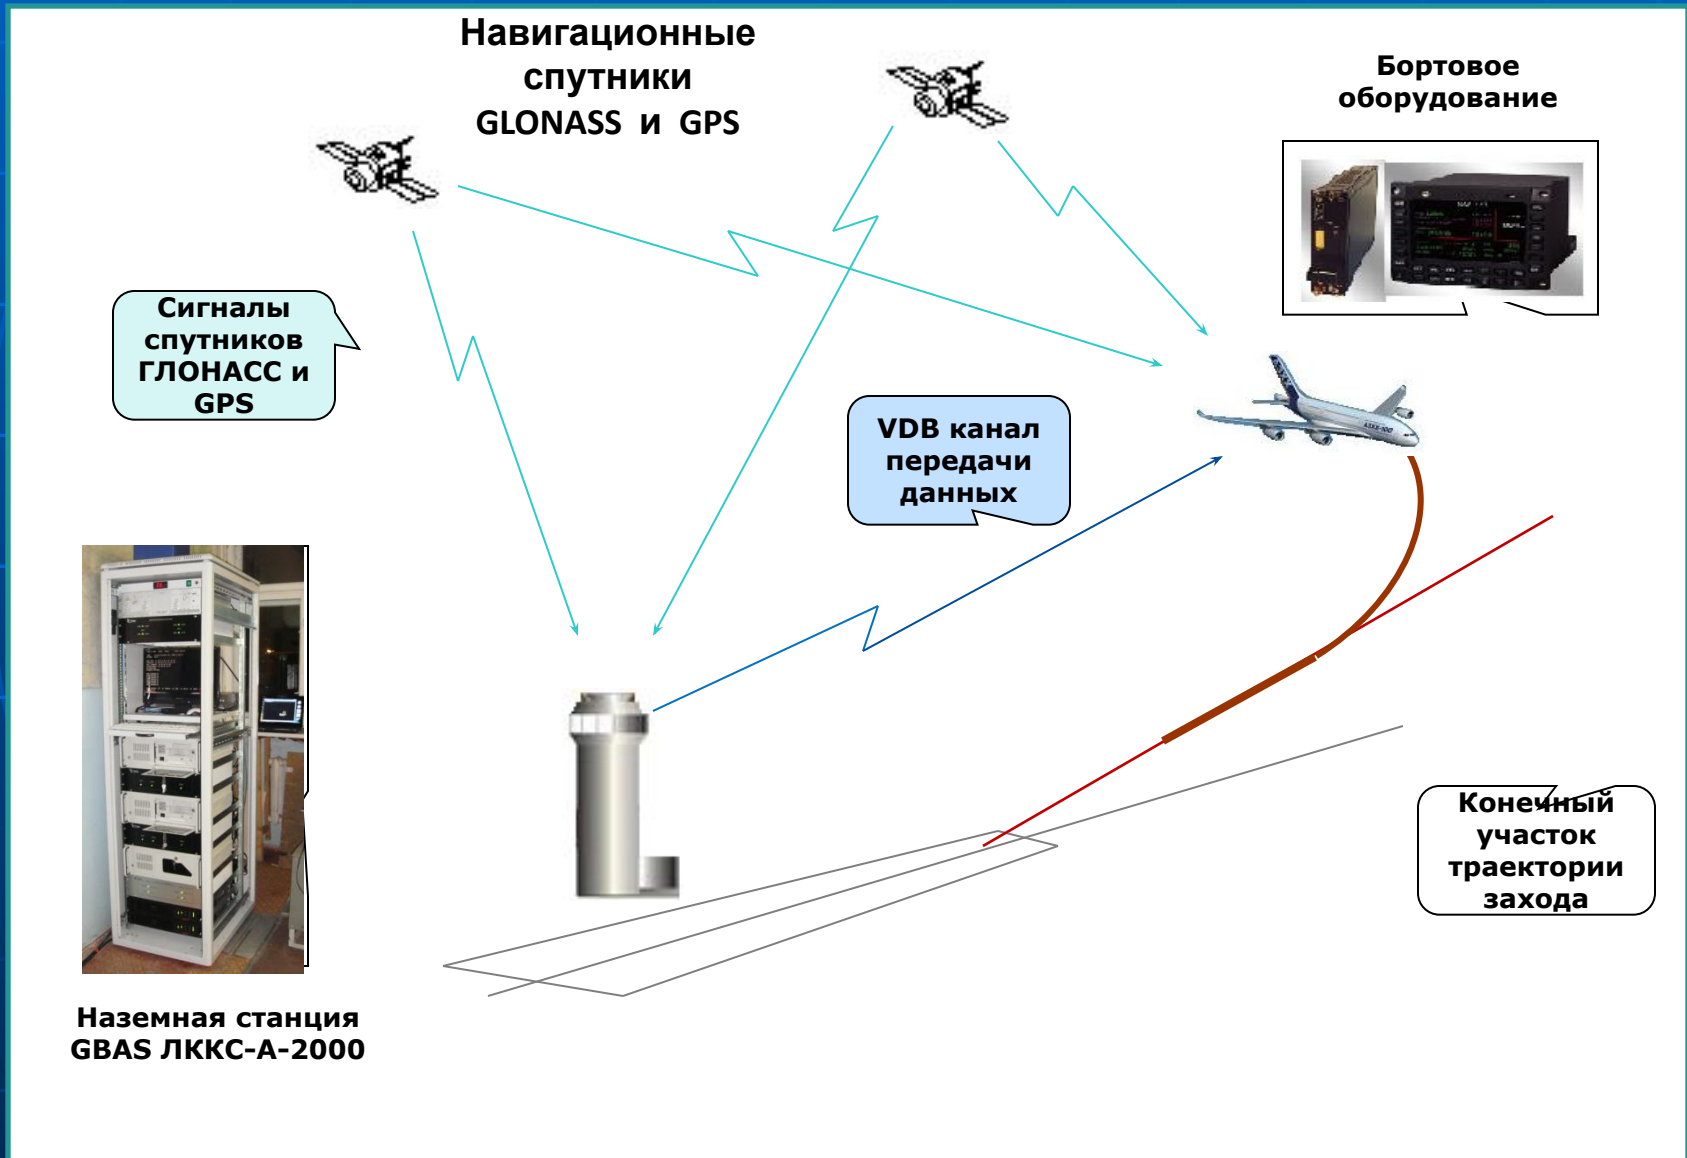 Навигационные
спутники
GLONASS и GPS
Бортовое
оборудование
Сигналы
спутников
ГЛОНАСС и
GPS
VDB канал
передачи
данных
Конечный
участок
траектории
захода
Наземная станция
GBAS ЛККС-А-2000